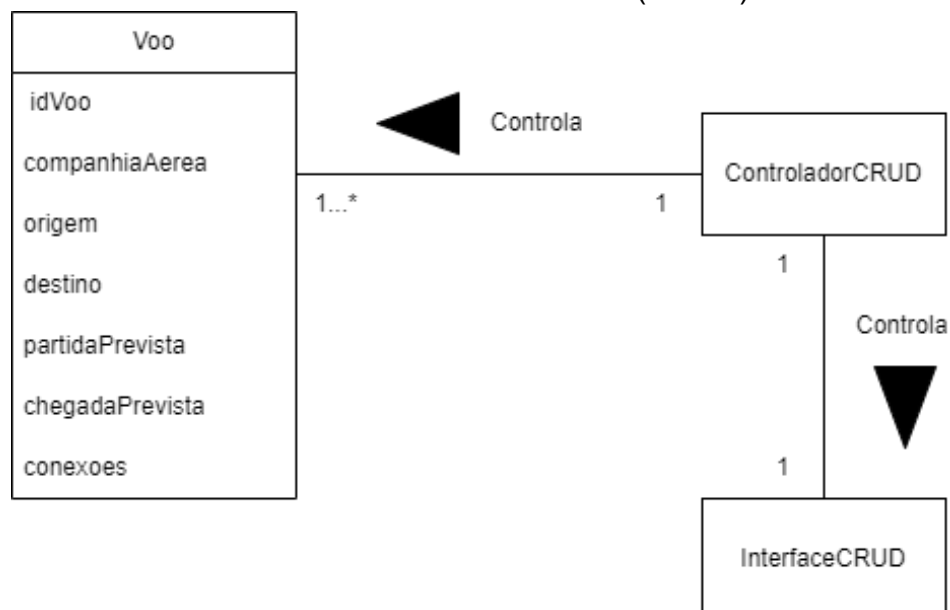 Voo
idVoo
companhiaAerea
origem
destino
partidaPrevista
chegadaPrevista
conexoes
Controla
1...*
1
ControladorCRUD
1
Controla
1
InterfaceCRUD